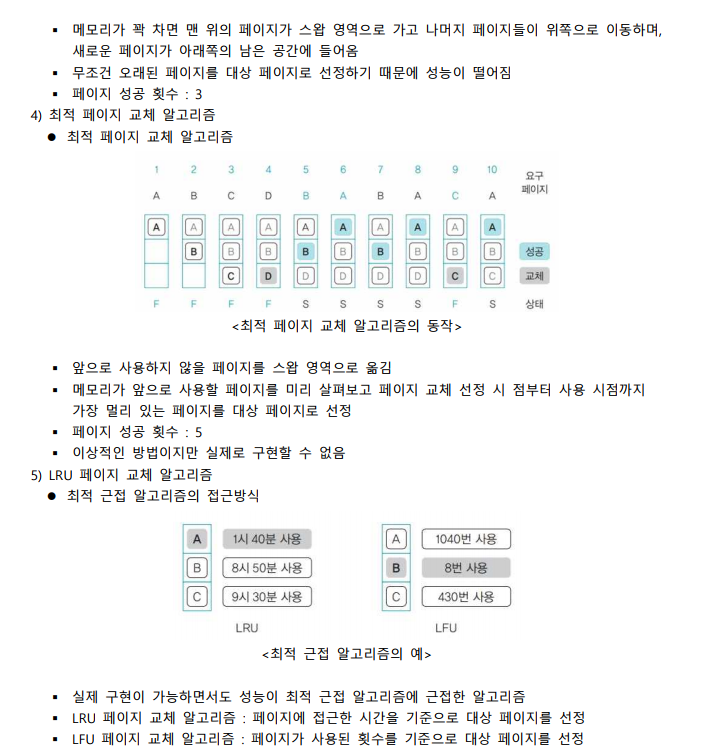 ▪ 메모리가 꽉 차면 맨 위의 페이지가 스왑 영역으로 가고 나머지 페이지들이 위쪽으로 이동하며,
새로운 페이지가 아래쪽의 남은 공간에 들어옴
▪ 무조건 오래된 페이지를 대상 페이지로 선정하기 때문에 성능이 떨어짐
▪ 페이지 성공 횟수 : 3
4) 최적 페이지 교체 알고리즘
● 최적 페이지 교체 알고리즘
1 2 3 4 5 6 7 8 9 10 요구
페이지
A B C D B A B A C A
A A A A A A A A A A
B B B B B B B B B 성공
C D D D D D C C 교체
F F F F S S S S F S 상태
<최적 페이지 교체 알고리즘의 동작>
▪ 앞으로 사용하지 않을 페이지를 스왑 영역으로 옮김
▪ 메모리가 앞으로 사용할 페이지를 미리 살펴보고 페이지 교체 선정 시 점부터 사용 시점까지
가장 멀리 있는 페이지를 대상 페이지로 선정
▪ 페이지 성공 횟수 : 5
▪ 이상적인 방법이지만 실제로 구현할 수 없음
5) LRU 페이지 교체 알고리즘
● 최적 근접 알고리즘의 접근방식
A 1시 40분 사용 A 1040번 사용
B 8시 50분 사용 B 8번 사용
C 9시 30분 사용 C 430번 사용
LRU LFU
<최적 근접 알고리즘의 예>
▪ 실제 구현이 가능하면서도 성능이 최적 근접 알고리즘에 근접한 알고리즘
▪ LRU 페이지 교체 알고리즘 : 페이지에 접근한 시간을 기준으로 대상 페이지를 선정
▪ LFU 페이지 교체 알고리즘 : 페이지가 사용된 횟수를 기준으로 대상 페이지를 선정